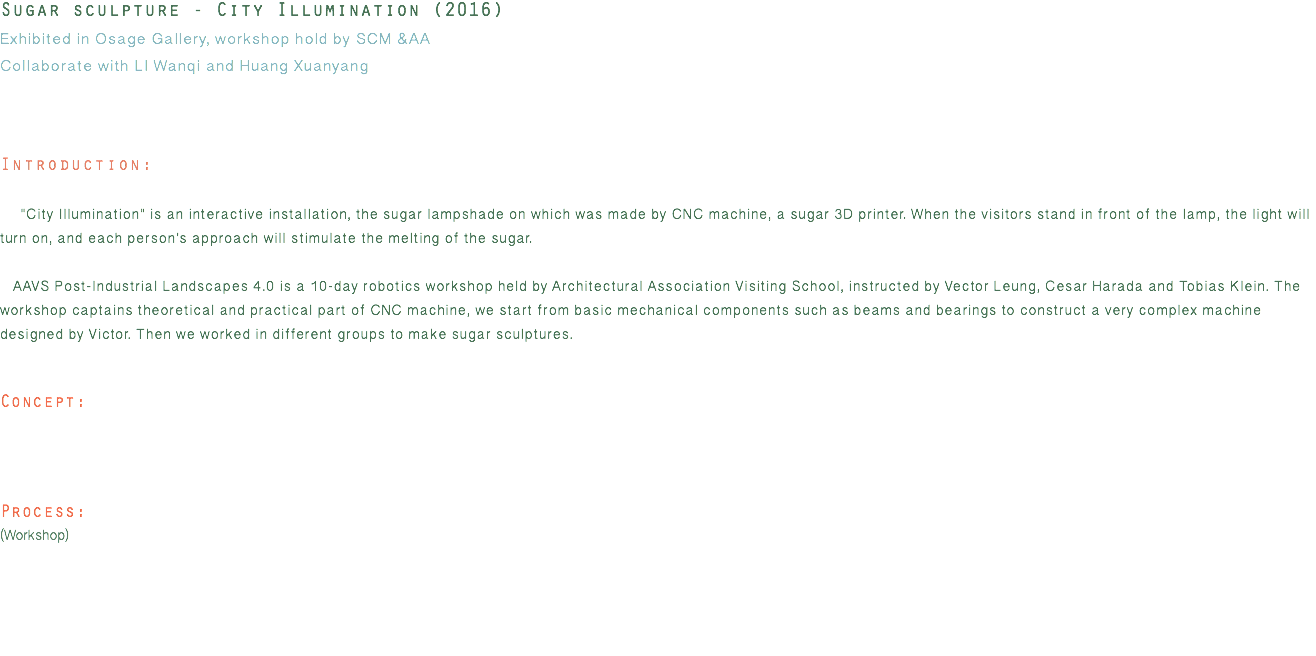 Sugar sculpture - City Illumination (2016)
Exhibited in Osage Gallery, workshop hold by SCM &AA
Collaborate with LI Wanqi and Huang Xuanyang
Introduction:
"City Illumination" is an interactive installation, the sugar lampshade on which was made by CNC machine, a sugar 3D printer. When the visitors stand in front of the lamp, the light will
turn on, and each person's approach will stimulate the melting of the sugar.
AAVS Post-Industrial Landscapes 4.0 is a 10-day robotics workshop held by Architectural Association Visiting School, instructed by Vector Leung, Cesar Harada and Tobias Klein. The
workshop captains theoretical and practical part of CNC machine, we start from basic mechanical components such as beams and bearings to construct a very complex machine
designed by Victor. Then we worked in different groups to make sugar sculptures.
Concept:
Process:
(Workshop)